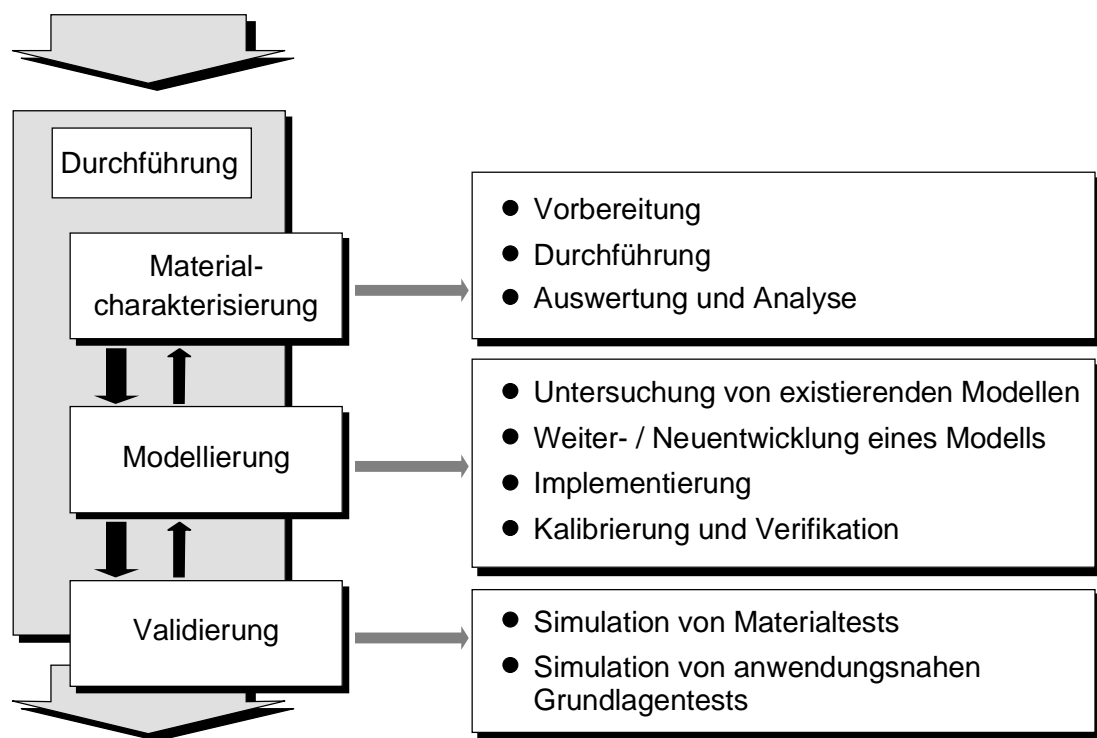 Durchführung
Material-
charakterisierung
● Vorbereitung
● Durchführung
● Auswertung und Analyse
Modellierung
● Untersuchung von existierenden Modellen
● Weiter- / Neuentwicklung eines Modells
● Implementierung
● Kalibrierung und Verifikation
Validierung
● Simulation von Materialtests
● Simulation von anwendungsnahen
Grundlagentests